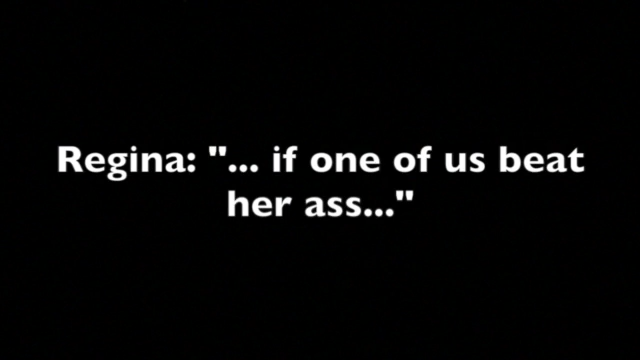 Regina: "... if one of us beat
her ass..."